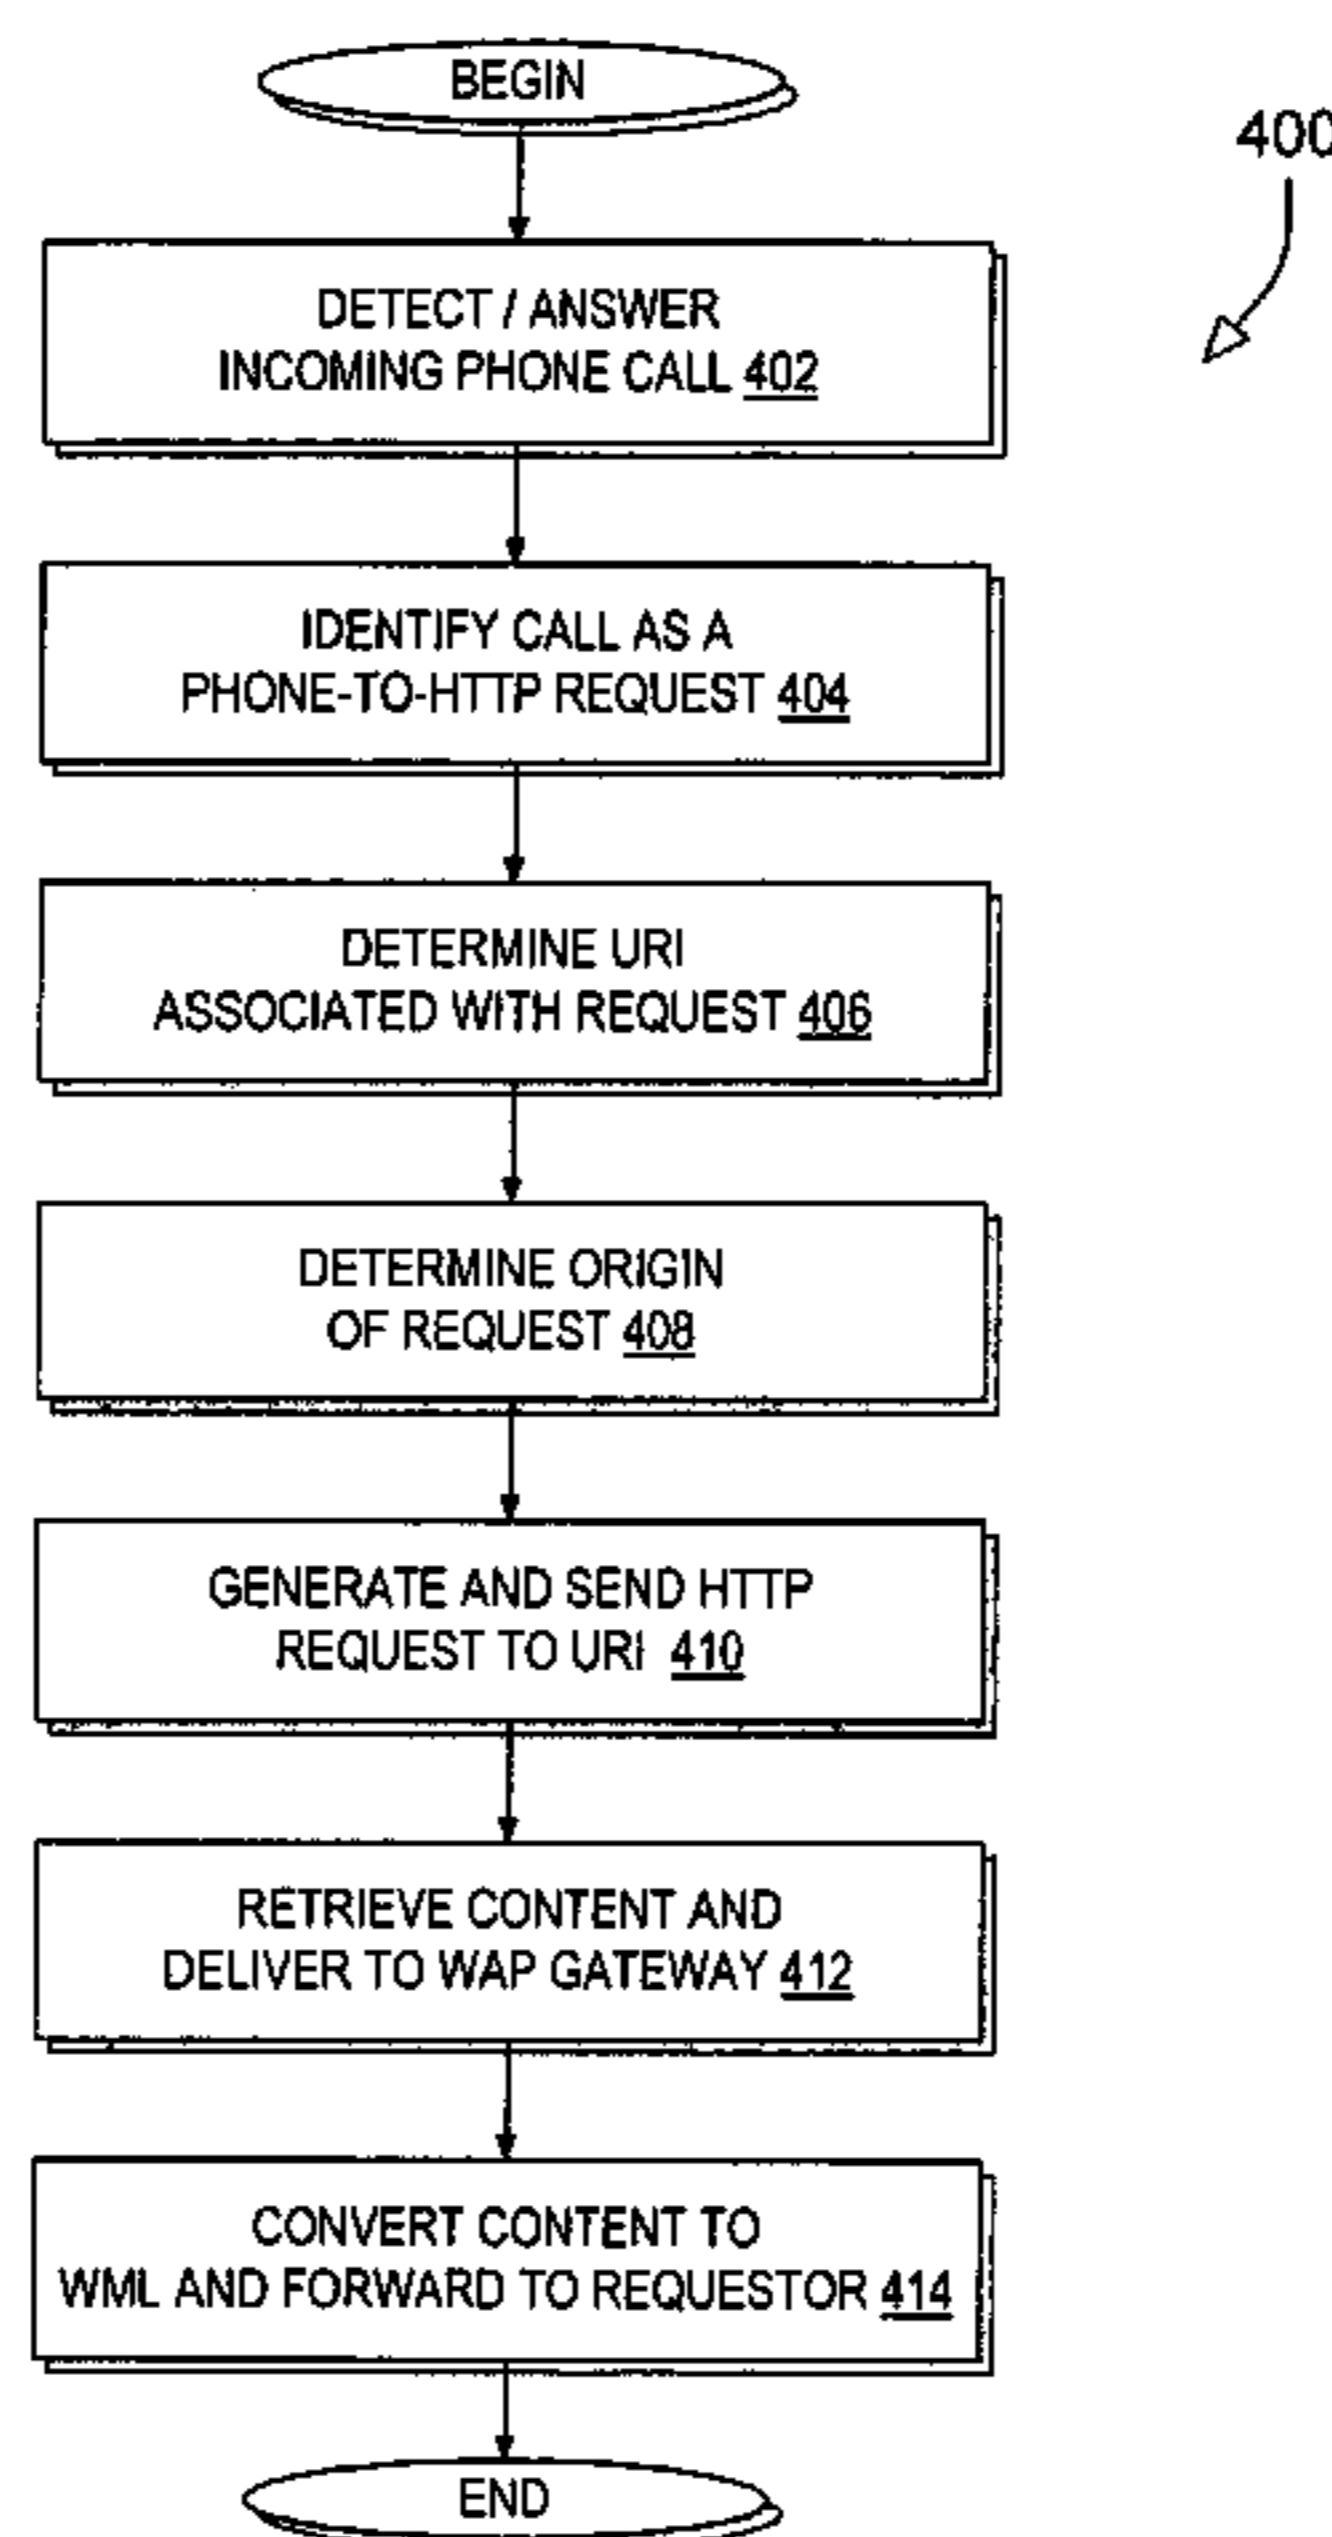 BEGIN
400
DETECT / ANSWER
INCOMING PHONE CALL 402
IDENTIFY CALL AS A
PHONE-TO-HTTP REQUEST 404
DETERMINE URI
ASSOCIATED WITH REQUEST 406
DETERMINE ORIGIN
OF REQUEST 408
GENERATE AND SEND HTTP
REQUEST TO URI 410
RETRIEVE CONTENT AND
DELIVER TO WAP GATEWAY 412
CONVERT CONTENT TO
WML AND FORWARD TO REQUESTOR 414
END